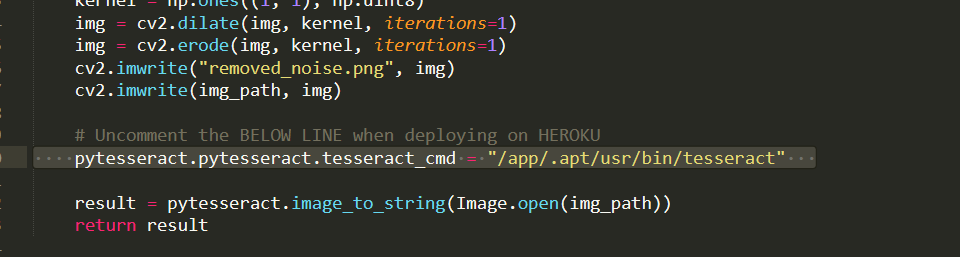 kernel = np.ones((1, 1), np.uint8)
img = cv2.dilate(img, kernel, iterations=1)
img = cv2.erode(img, kernel, iterations=1)
cv2.imwrite("removed_noise.png", img)
cv2.imwrite(img_path, img)
# Uncomment the BELOW LINE when deploying on HEROKU
pytesseract.pytesseract.tesseract_cmd = "/app/.apt/usr/bin/tesseract"
result = pytesseract.image_to_string(Image.open(img_path))
return result